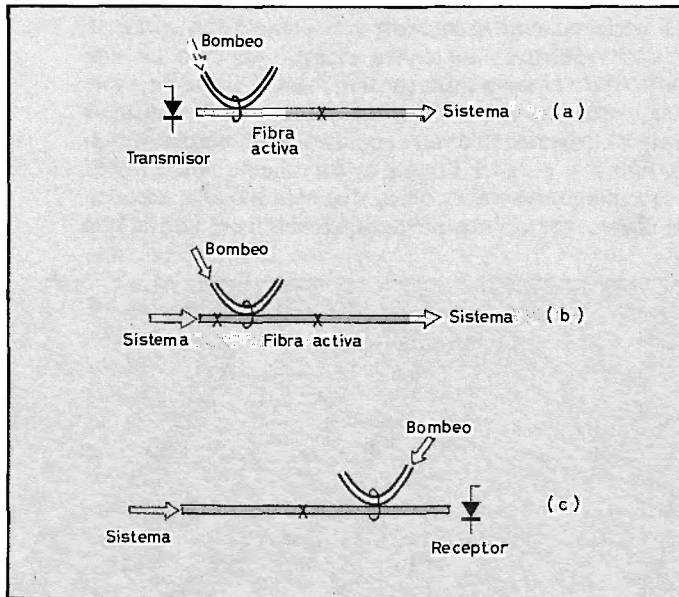 Bombeo
Sistema (a)
Fibra
activa
Transmisor
Bombeo
Sistema (b)
Sistema Fibra activa
Bombeo
(c)
Sistema
Receptor